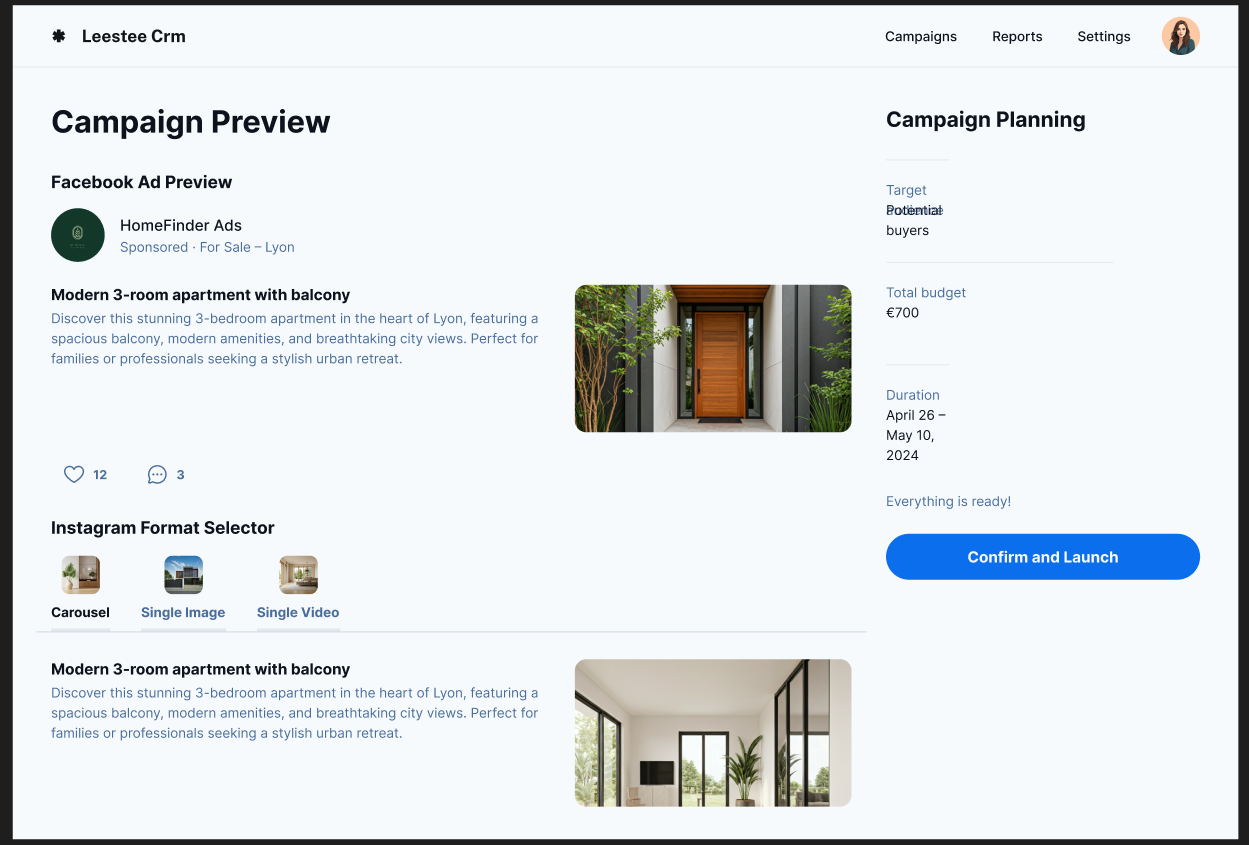 Leestee Crm
Campaigns
Reports
Settings
Campaign Preview
Facebook Ad Preview
HomeFinder Ads
Sponsored · For Sale – Lyon
Modern 3-room apartment with balcony
Discover this stunning 3-bedroom apartment in the heart of Lyon, featuring a
spacious balcony, modern amenities, and breathtaking city views. Perfect for
families or professionals seeking a stylish urban retreat.
12
3
Instagram Format Selector
Carousel
Single Image
Single Video
Modern 3-room apartment with balcony
Discover this stunning 3-bedroom apartment in the heart of Lyon, featuring a
spacious balcony, modern amenities, and breathtaking city views. Perfect for
families or professionals seeking a stylish urban retreat.
Campaign Planning
Target
audience
Potential
buyers
Total budget
€700
Duration
April 26 –
May 10,
2024
Everything is ready!
Confirm and Launch